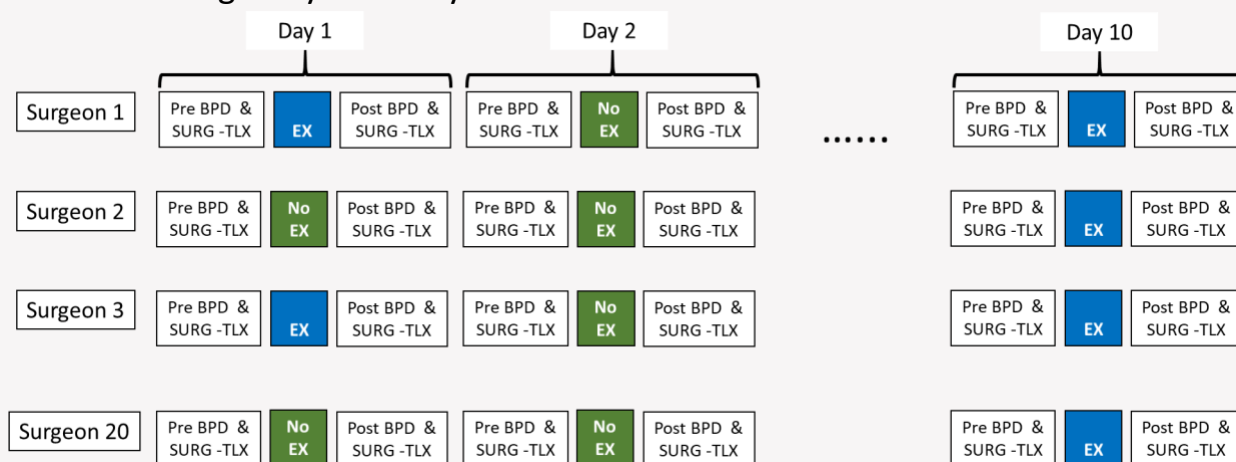 Day 1 Day 2 Day 10
Surgeon 1
Pre BPD & SURG -TLX EX Post BPD & SURG -TLX Pre BPD & SURG -TLX No EX Post BPD & SURG -TLX ...... Pre BPD & SURG -TLX EX Post BPD & SURG -TLX
Surgeon 2
Pre BPD & SURG -TLX No EX Post BPD & SURG -TLX Pre BPD & SURG -TLX No EX Post BPD & SURG -TLX Pre BPD & SURG -TLX EX Post BPD & SURG -TLX
Surgeon 3
Pre BPD & SURG -TLX EX Post BPD & SURG -TLX Pre BPD & SURG -TLX No EX Post BPD & SURG -TLX Pre BPD & SURG -TLX EX Post BPD & SURG -TLX
Surgeon 20
Pre BPD & SURG -TLX No EX Post BPD & SURG -TLX Pre BPD & SURG -TLX No EX Post BPD & SURG -TLX Pre BPD & SURG -TLX EX Post BPD & SURG -TLX